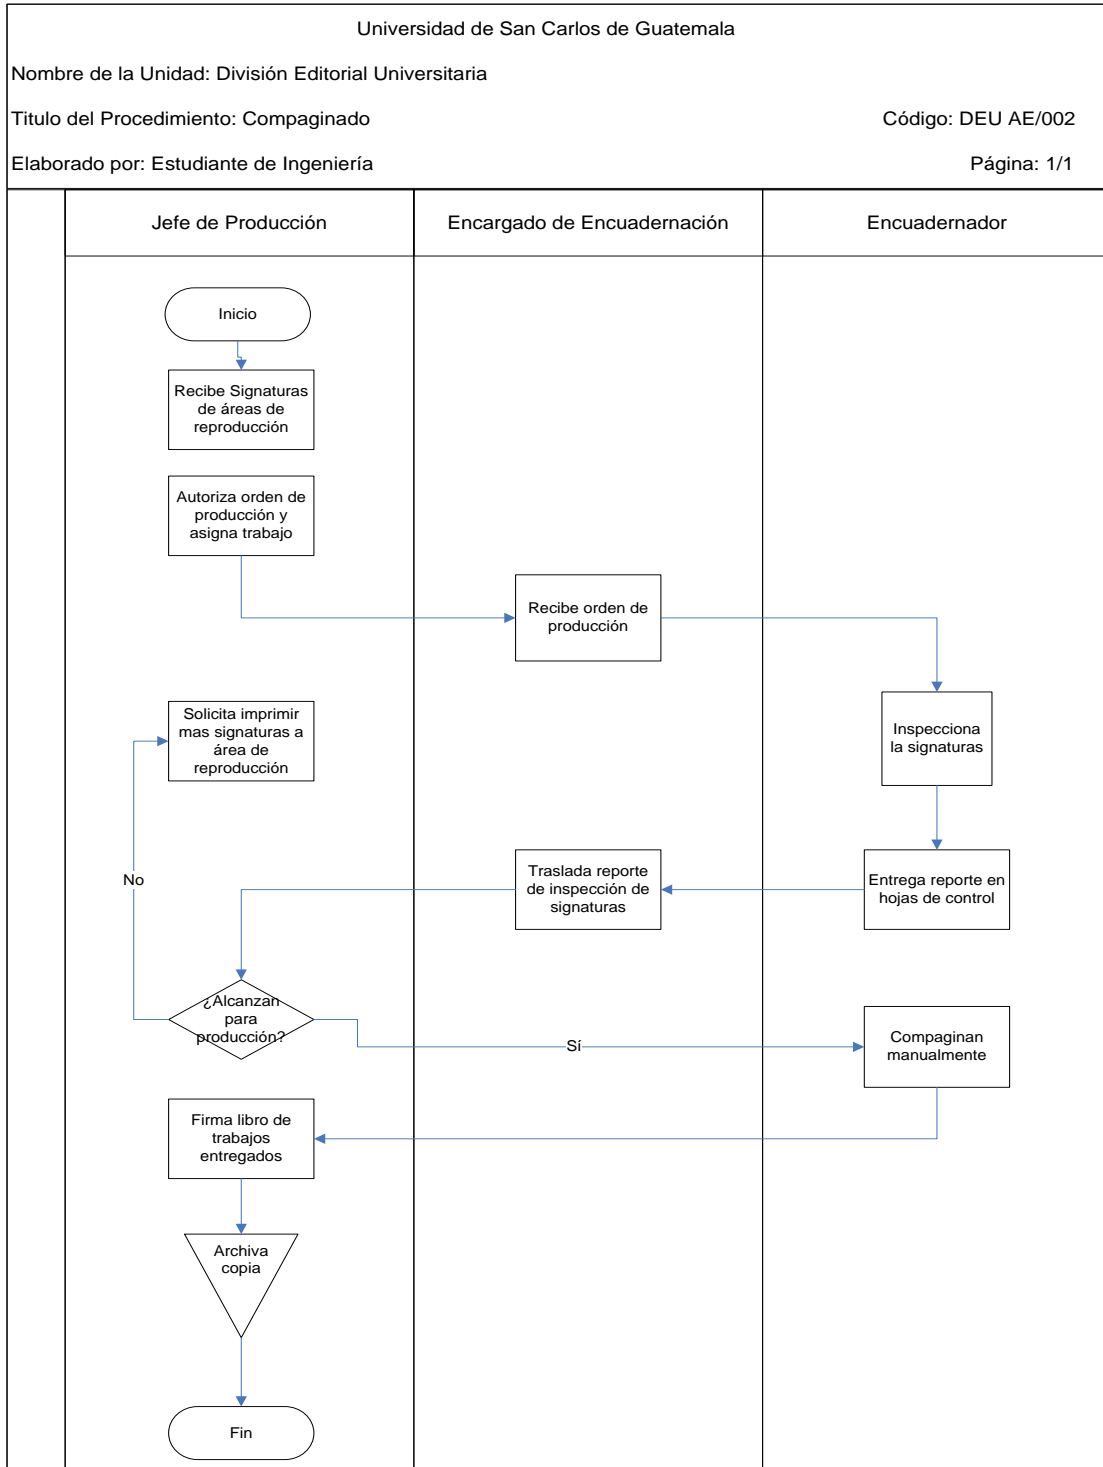 Universidad de San Carlos de Guatemala
Nombre de la Unidad: División Editorial Universitaria
Titulo del Procedimiento: Compaginado
Código: DEU AE/002
Elaborado por: Estudiante de Ingeniería
Página: 1/1
Jefe de Producción
Encargado de Encuadernación
Encuadernador
Inicio
Recibe Signaturas
de áreas de
reproducción
Autoriza orden de
producción y
asigna trabajo
Recibe orden de
producción
Inspecciona
la signaturas
Solicita imprimir
mas signaturas a
área de
reproducción
Entrega reporte en
hojas de control
Traslada reporte
de inspección de
signaturas
No
¿Alcanzan
para
producción?
Sí
Compaginan
manualmente
Firma libro de
trabajos
entregados
Archiva
copia
Fin